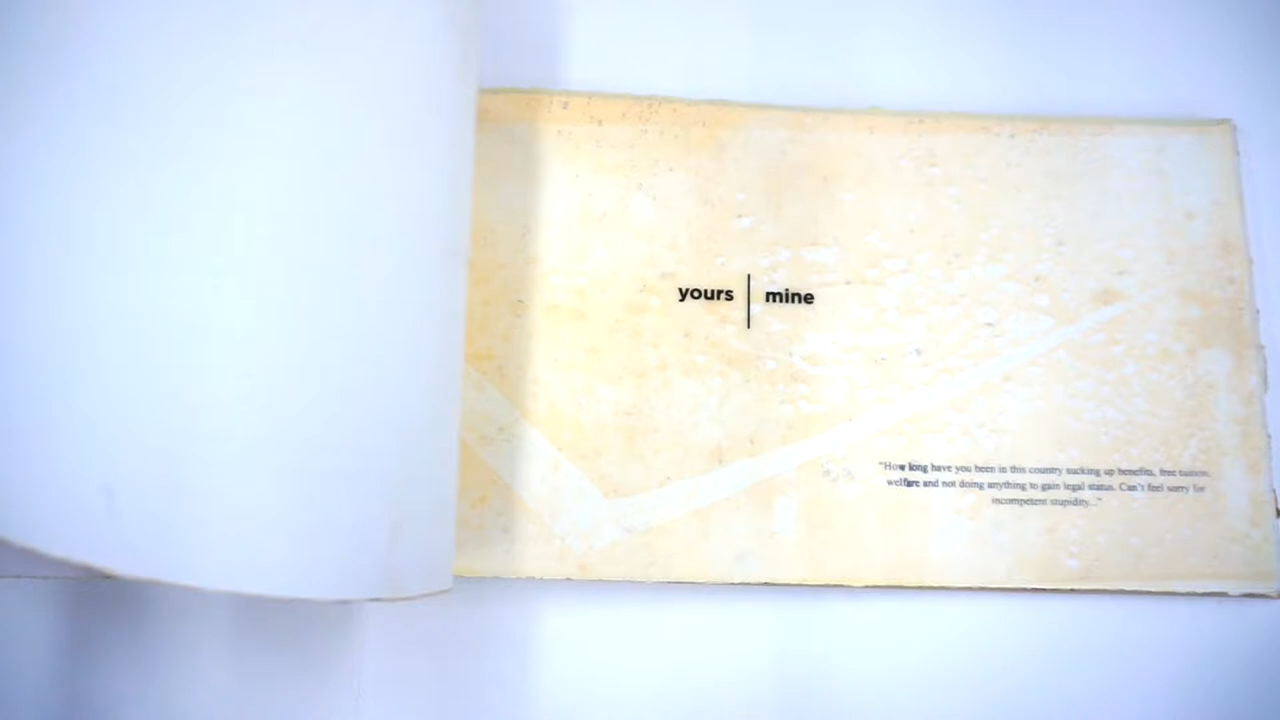 yours | mine
"How long have you been in this country sucking up benefits, free tuition,
welfare and not doing anything to gain legal status. Can't feel sorry for
incompetent stupidity..."